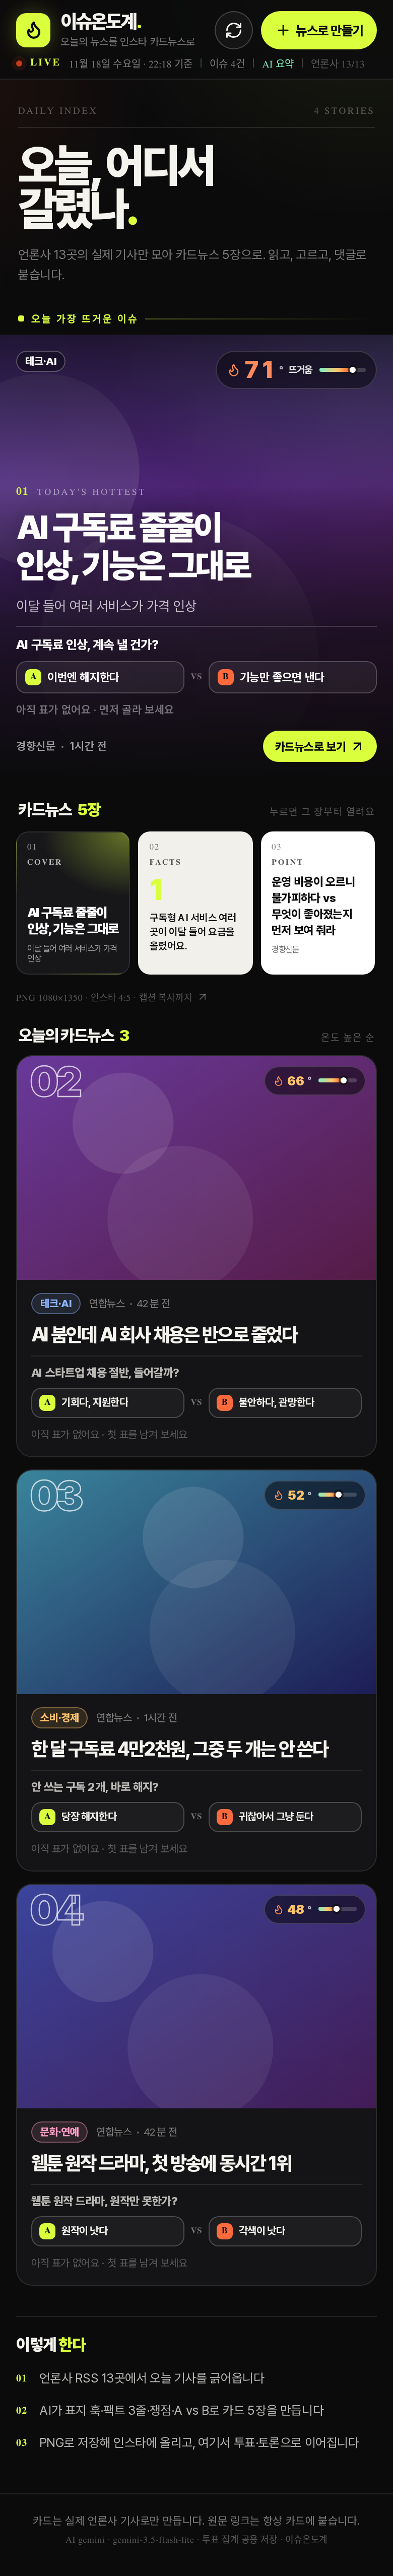 이슈온도계.
오늘의 뉴스를 인스타 카드뉴스로
뉴스로 만들기
LIVE 11월 18일 수요일 · 22:18 기준 | 이슈 4건 | AI 요약 | 언론사 13/13
DAILY INDEX
4 STORIES
오늘, 어디서
갈렸나.
언론사 13곳의 실제 기사만 모아 카드뉴스 5장으로. 읽고, 고르고, 댓글로
붙습니다.
오늘 가장 뜨거운 이슈
테크·AI
71° 뜨거움
01 TODAY'S HOTTEST
AI 구독료 줄줄이
인상, 기능은 그대로
이달 들어 여러 서비스가 가격 인상
AI 구독료 인상, 계속 낼 건가?
A 이번엔 해지한다 VS B 기능만 좋으면 낸다
아직 표가 없어요 · 먼저 골라 보세요
경향신문 · 1시간 전
카드뉴스로 보기
카드뉴스 5장
누르면 그 장부터 열려요
01
COVER
AI 구독료 줄줄이
인상, 기능은 그대로
이달 들어 여러 서비스가 가격
인상
02
FACTS
1
구독형 AI 서비스 여러
곳이 이달 들어 요금을
올렸어요.
03
POINT
운영 비용이 오르니
불가피하다 vs
무엇이 좋아졌는지
먼저 보여 줘라
경향신문
PNG 1080×1350 · 인스타 4:5 · 캡션 복사까지
오늘의 카드뉴스 3
온도 높은 순
02
66°
테크·AI 연합뉴스 · 42분 전
AI 붐인데 AI 회사 채용은 반으로 줄었다
AI 스타트업 채용 절반, 들어갈까?
A 기회다, 지원한다 VS B 불안하다, 관망한다
아직 표가 없어요 · 첫 표를 남겨 보세요
03
52°
소비·경제 연합뉴스 · 1시간 전
한 달 구독료 4만2천원, 그중 두 개는 안 쓴다
안 쓰는 구독 2개, 바로 해지?
A 당장 해지한다 VS B 귀찮아서 그냥 둔다
아직 표가 없어요 · 첫 표를 남겨 보세요
04
48°
문화·연예 연합뉴스 · 42분 전
웹툰 원작 드라마, 첫 방송에 동시간 1위
웹툰 원작 드라마, 원작만 못한가?
A 원작이 낫다 VS B 각색이 낫다
아직 표가 없어요 · 첫 표를 남겨 보세요
이렇게 한다
01 언론사 RSS 13곳에서 오늘 기사를 긁어옵니다
02 AI가 표지 훅·팩트 3줄·쟁점·A vs B로 카드 5장을 만듭니다
03 PNG로 저장해 인스타에 올리고, 여기서 투표·토론으로 이어집니다
카드는 실제 언론사 기사로만 만듭니다. 원문 링크는 항상 카드에 붙습니다.
AI gemini · gemini-3.5-flash-lite · 투표 집계 공용 저장 · 이슈온도계